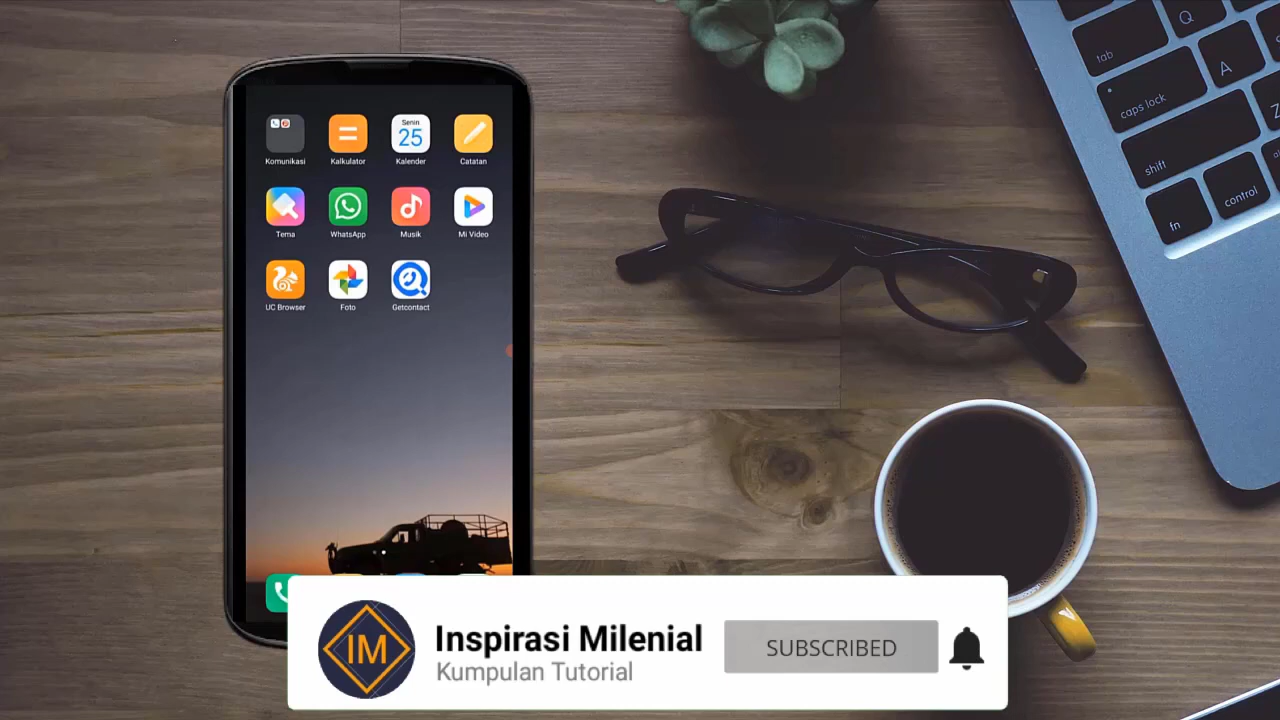 Komunikasi
Kalkulator
Senin
25
Kalender
Catatan
Tema
WhatsApp
Musik
Mi Video
UC Browser
Foto
Getcontact
tab
Q
caps lock
A
shift
Z
fn
control
IM
Inspirasi Milenial
Kumpulan Tutorial
SUBSCRIBED